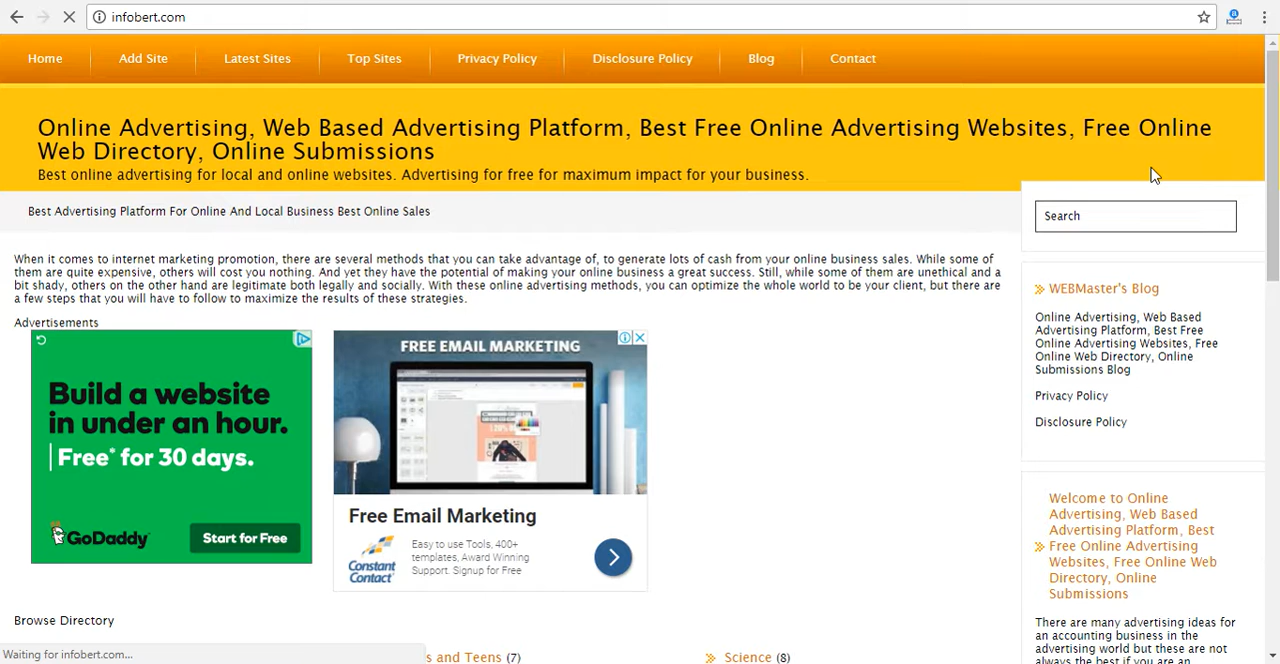 infobert.com
Home Add Site Latest Sites Top Sites Privacy Policy Disclosure Policy Blog Contact
Online Advertising, Web Based Advertising Platform, Best Free Online Advertising Websites, Free Online
Web Directory, Online Submissions
Best online advertising for local and online websites. Advertising for free for maximum impact for your business.
Best Advertising Platform For Online And Local Business Best Online Sales
When it comes to internet marketing promotion, there are several methods that you can take advantage of, to generate lots of cash from your online business sales. While some of
them are quite expensive, others will cost you nothing. And yet they have the potential of making your online business a great success. Still, while some of them are unethical and a
bit shady, others on the other hand are legitimate both legally and socially. With these online advertising methods, you can optimize the whole world to be your client, but there are
a few steps that you will have to follow to maximize the results of these strategies.
Advertisements
Build a website
in under an hour.
Free* for 30 days.
GoDaddy
Start for Free
FREE EMAIL MARKETING
Free Email Marketing
Constant
Contact
Easy to use Tools, 400+
templates, Award Winning
Support. Signup for Free
Browse Directory
s and Teens (7)
Science (8)
Waiting for infobert.com...
Search
WEBMaster's Blog
Online Advertising, Web Based
Advertising Platform, Best Free
Online Advertising Websites, Free
Online Web Directory, Online
Submissions Blog
Privacy Policy
Disclosure Policy
Welcome to Online
Advertising, Web Based
Advertising Platform, Best
Free Online Advertising
Websites, Free Online Web
Directory, Online
Submissions
There are many advertising ideas for
an accounting business in the
advertising world but these are not
always the best if you are an